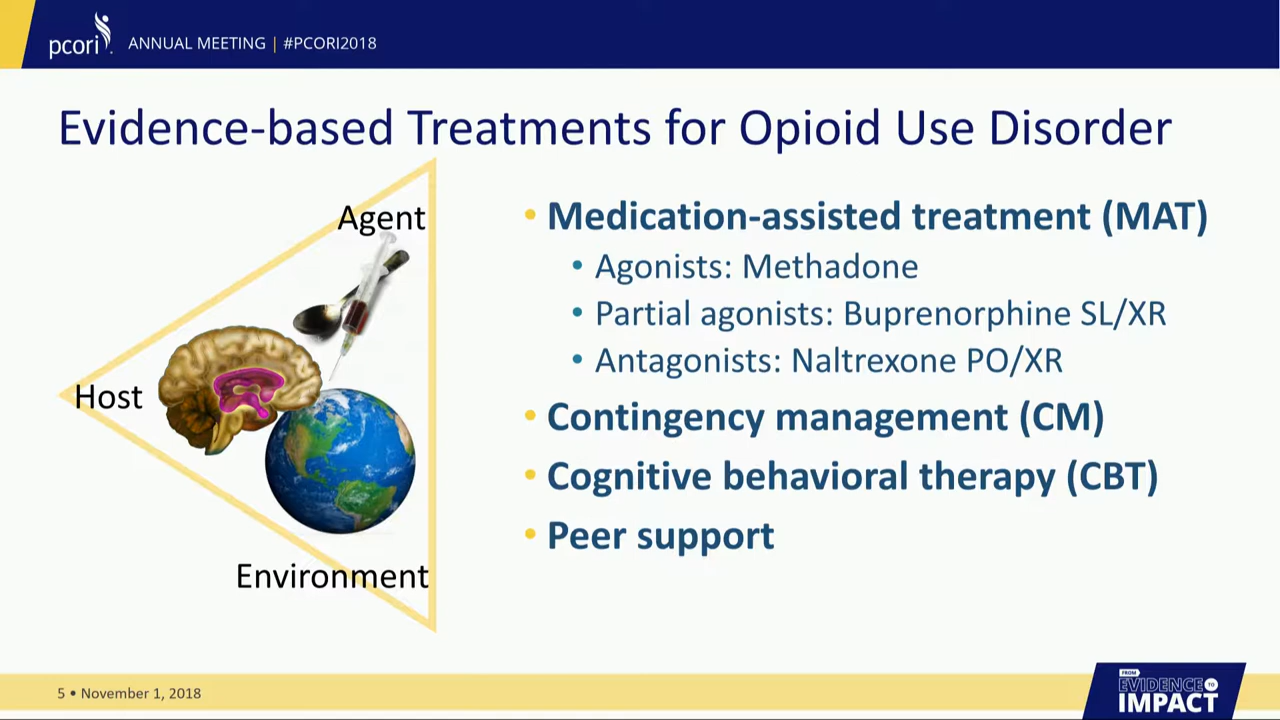 pcori
ANNUAL MEETING | #PCORI2018
Evidence-based Treatments for Opioid Use Disorder
Agent
Host
Environment
• Medication-assisted treatment (MAT)
• Agonists: Methadone
• Partial agonists: Buprenorphine SL/XR
• Antagonists: Naltrexone PO/XR
• Contingency management (CM)
• Cognitive behavioral therapy (CBT)
• Peer support
5 • November 1, 2018
FROM
EVIDENCE TO
IMPACT